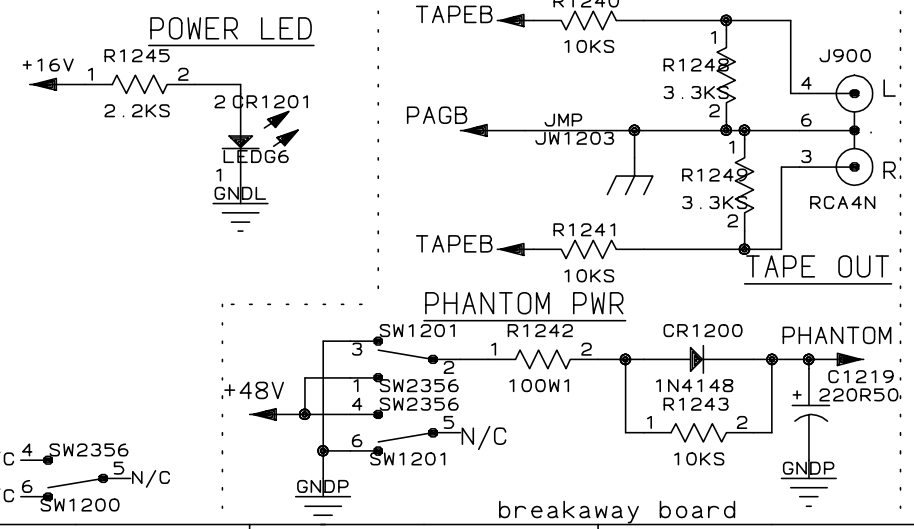 POWER LED
+16V
1
R1245
2
2.2KS
2
CR1201
LEDG6
1
GNDL
TAPEB
R1240
10KS
1
R1248
3.3KS
2
J900
4
L
PAGB
JMP
JW1203
6
1
R1249
3.3KS
2
3
R
RCA4N
TAPEB
R1241
10KS
TAPE OUT
PHANTOM PWR
SW1201
3
2
1
R1242
2
100W1
CR1200
1N4148
PHANTOM
+48V
1
SW2356
4
SW2356
5
N/C
6
SW1201
1
R1243
2
10KS
+
C1219
220R50
GNDP
GNDP
C 4
SW2356
5
N/C
C 6
SW1200
breakaway board